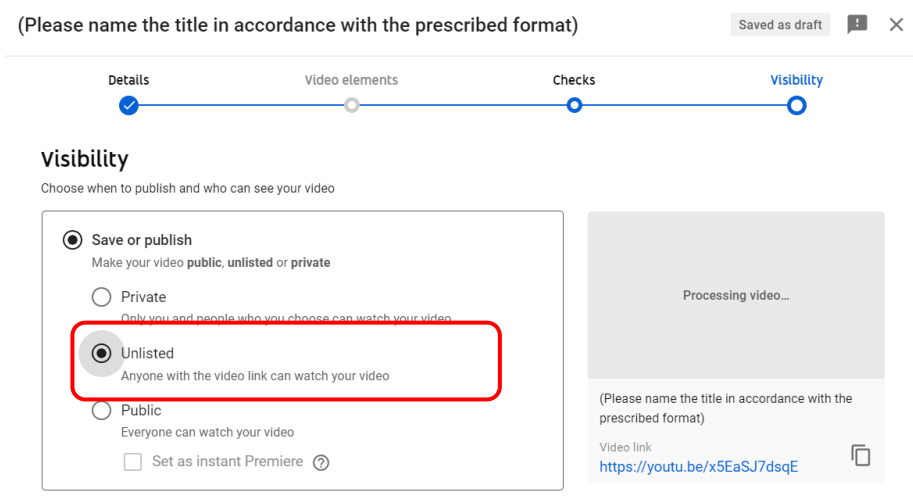 (Please name the title in accordance with the prescribed format)
Saved as draft
Details
Video elements
Checks
Visibility
Visibility
Choose when to publish and who can see your video
Save or publish
Make your video public, unlisted or private
Private
Only you and people who you choose can watch your video
Unlisted
Anyone with the video link can watch your video
Public
Everyone can watch your video
Set as instant Premiere
Processing video...
(Please name the title in accordance with the
prescribed format)
Video link
https://youtu.be/x5EaSJ7dsqE